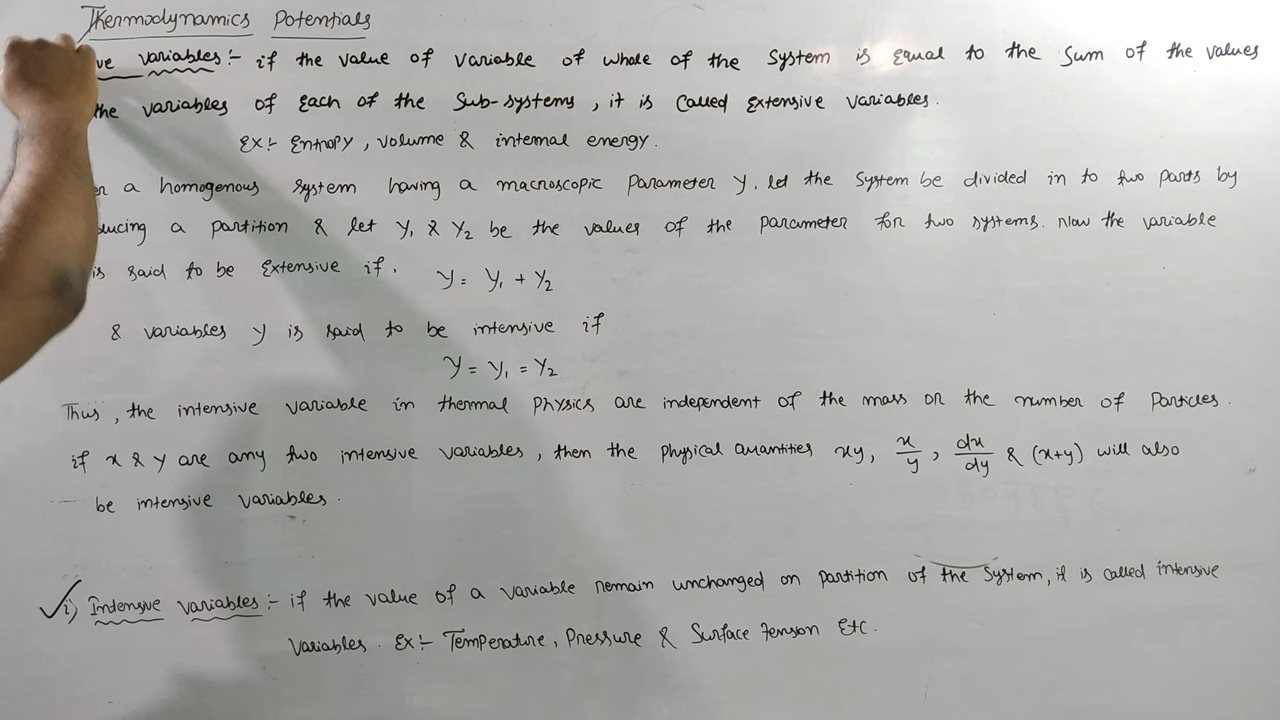 Thermodynamics Potentials
ve variables :- if the value of variable of whole of the System is Equal to the Sum of the values
the variables of Each of the Sub-systems, it is Called Extensive variables.
Ex:- Entropy, volume & internal energy.
a homogenous system having a macroscopic parameter y. let the system be divided in to two parts by
ducing a partition & let y₁ & y₂ be the values of the parameter for two systems. Now the variable
is said to be Extensive if. y = y₁ + y₂
& variables y is said to be intensive if
y = y₁ = y₂
Thus, the intensive variable in thermal physics are independent of the mass or the number of Particles.
if x & y are any two intensive variables, then the physical quantities xy, x/y, dx/dy & (x+y) will also
be intensive variables.
i) Intensive variables :- if the value of a variable remain unchanged on partition of the system, it is called intensive
variables. Ex:- Temperature, Pressure & Surface tension Etc.